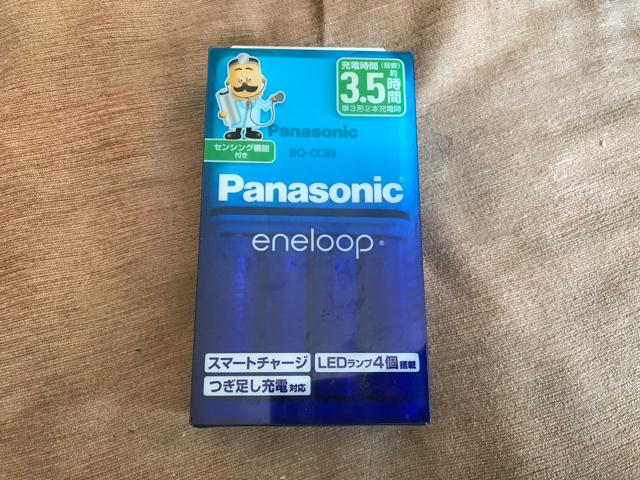 充電時間(目安)
約3.5時間
単3形2本充電時
センシング機能
付き
Panasonic
BQ-CC83
Panasonic
eneloop®
スマートチャージ
LEDランプ4個搭載
つぎ足し充電対応